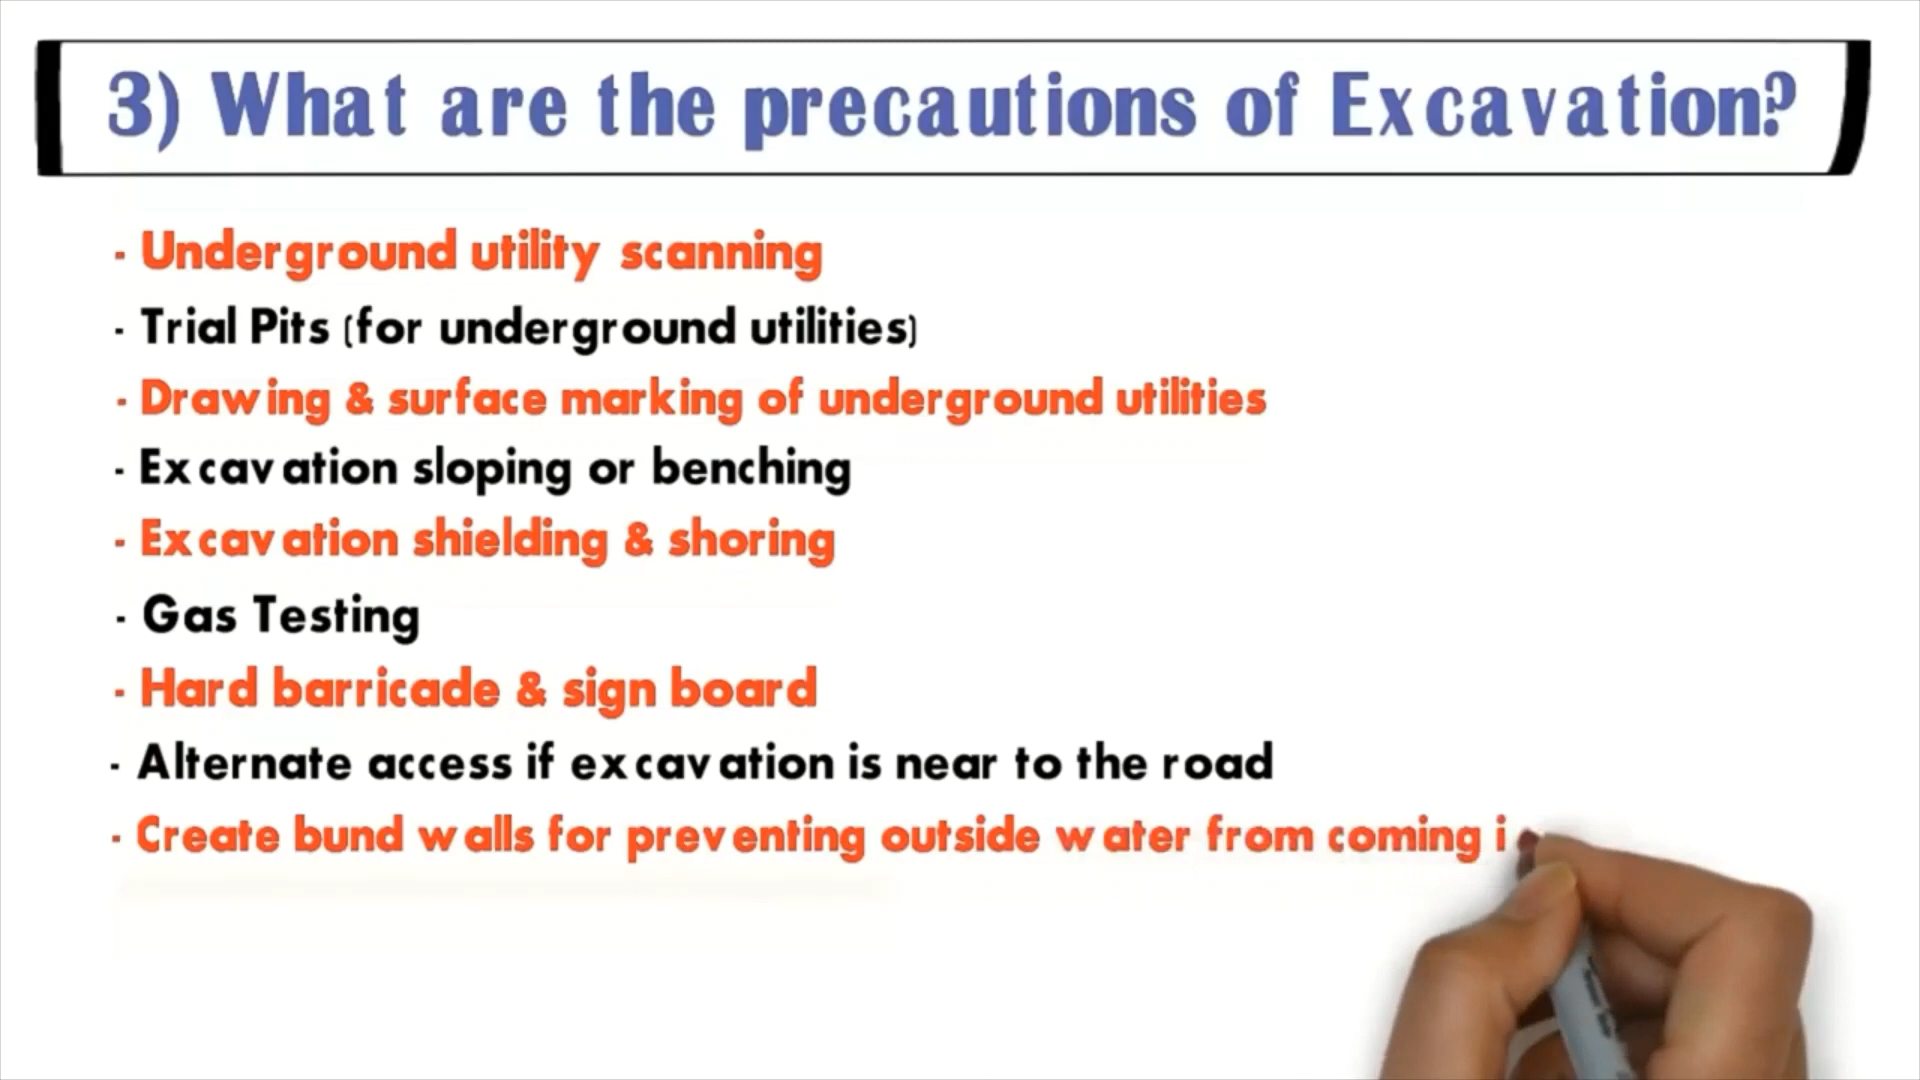 3) What are the precautions of Excavation?
- Underground utility scanning
- Trial Pits (for underground utilities)
- Drawing & surface marking of underground utilities
- Excavation sloping or benching
- Excavation shielding & shoring
- Gas Testing
- Hard barricade & sign board
- Alternate access if excavation is near to the road
- Create bund walls for preventing outside water from coming i